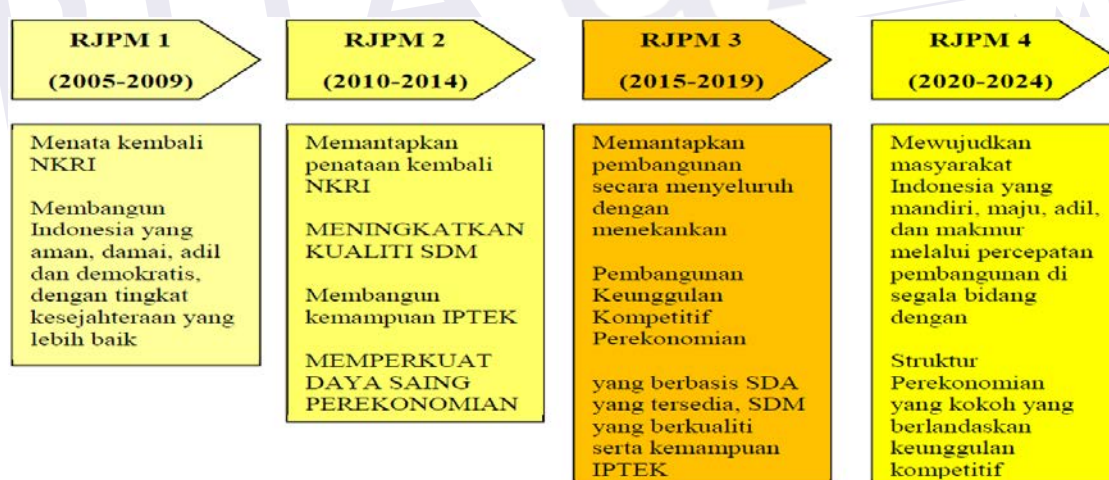 RJPM 1
(2005-2009)
Menata kembali
NKRI
Membangun
Indonesia yang
aman, damai, adil
dan demokratis,
dengan tingkat
kesejahteraan yang
lebih baik
RJPM 2
(2010-2014)
Memantapkan
penataan kembali
NKRI
MENINGKATKAN
KUALITI SDM
Membangun
kemampuan IPTEK
MEMPERKUAT
DAYA SAING
PEREKONOMIAN
RJPM 3
(2015-2019)
Memantapkan
pembangunan
secara menyeluruh
dengan
menekankan
Pembangunan
Keunggulan
Kompetitif
Perekonomian
yang berbasis SDA
yang tersedia, SDM
yang berkualiti
serta kemampuan
IPTEK
RJPM 4
(2020-2024)
Mewujudkan
masyarakat
Indonesia yang
mandiri, maju, adil,
dan makmur
melalui percepatan
pembangunan di
segala bidang
dengan
Struktur
Perekonomian
yang kokoh yang
berlandaskan
keunggulan
kompetitif